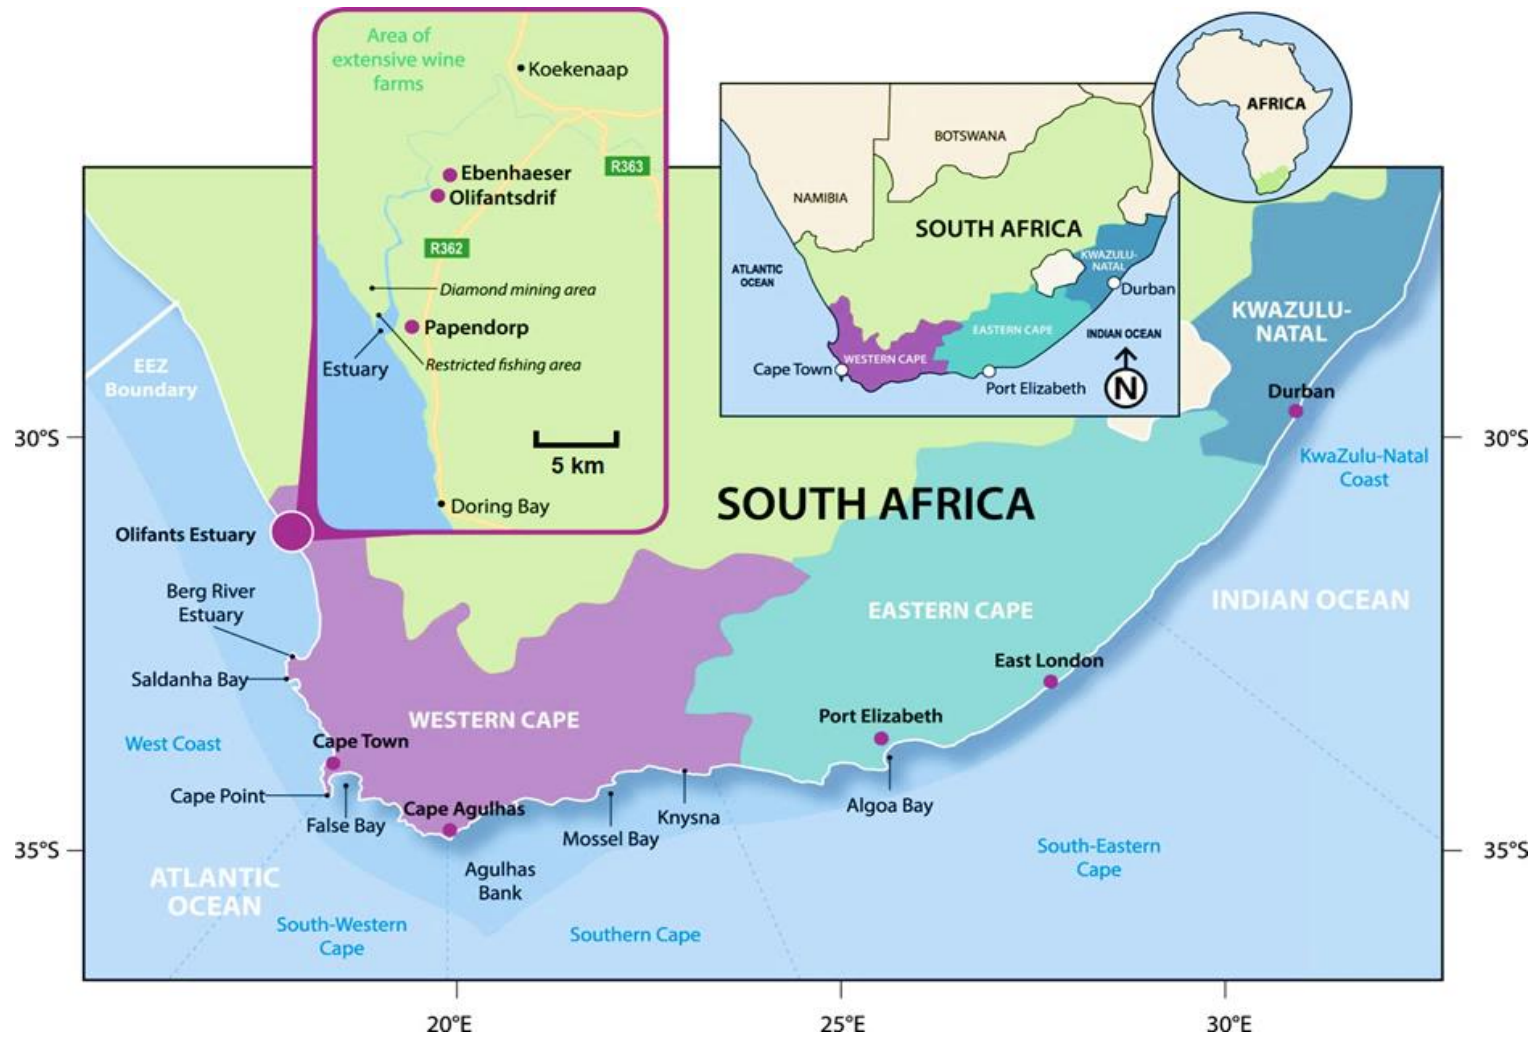 Area of
extensive wine
farms
Koekenaap
R363
Ebenhaeser
Olifantsdrif
R362
Diamond mining area
Papendorp
Estuary
Restricted fishing area
5 km
Doring Bay
AFRICA
BOTSWANA
NAMIBIA
SOUTH AFRICA
ATLANTIC
OCEAN
KWAZULU-
NATAL
Durban
EASTERN CAPE
INDIAN OCEAN
WESTERN CAPE
Cape Town
Port Elizabeth
N
EEZ
Boundary
KWAZULU-
NATAL
Durban
30°S
30°S
KwaZulu-Natal
Coast
SOUTH AFRICA
Olifants Estuary
Berg River
Estuary
EASTERN CAPE
INDIAN OCEAN
Saldanha Bay
East London
WESTERN CAPE
Port Elizabeth
West Coast
Cape Town
Cape Point
False Bay
Cape Agulhas
Mossel Bay
Knysna
Algoa Bay
35°S
35°S
ATLANTIC
OCEAN
Agulhas
Bank
South-Eastern
Cape
South-Western
Cape
Southern Cape
20°E
25°E
30°E